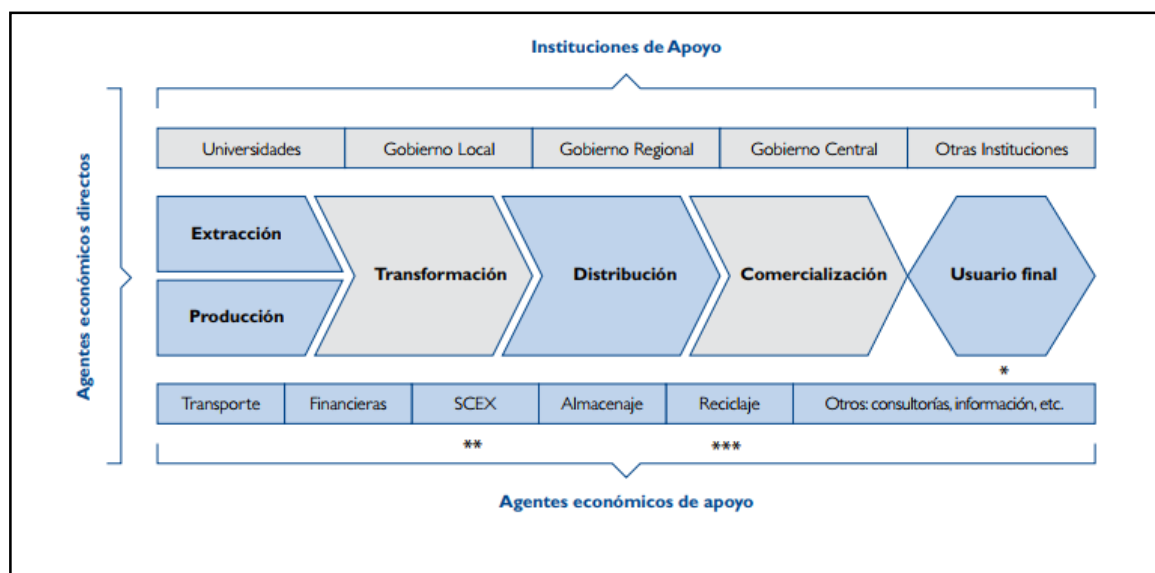 Instituciones de Apoyo
Agentes económicos directos
Universidades
Gobierno Local
Gobierno Regional
Gobierno Central
Otras Instituciones
Extracción
Producción
Transformación
Distribución
Comercialización
Usuario final
*
Transporte
Financieras
SCEX
Almacenaje
Reciclaje
Otros: consultorías, información, etc.
**
***
Agentes económicos de apoyo